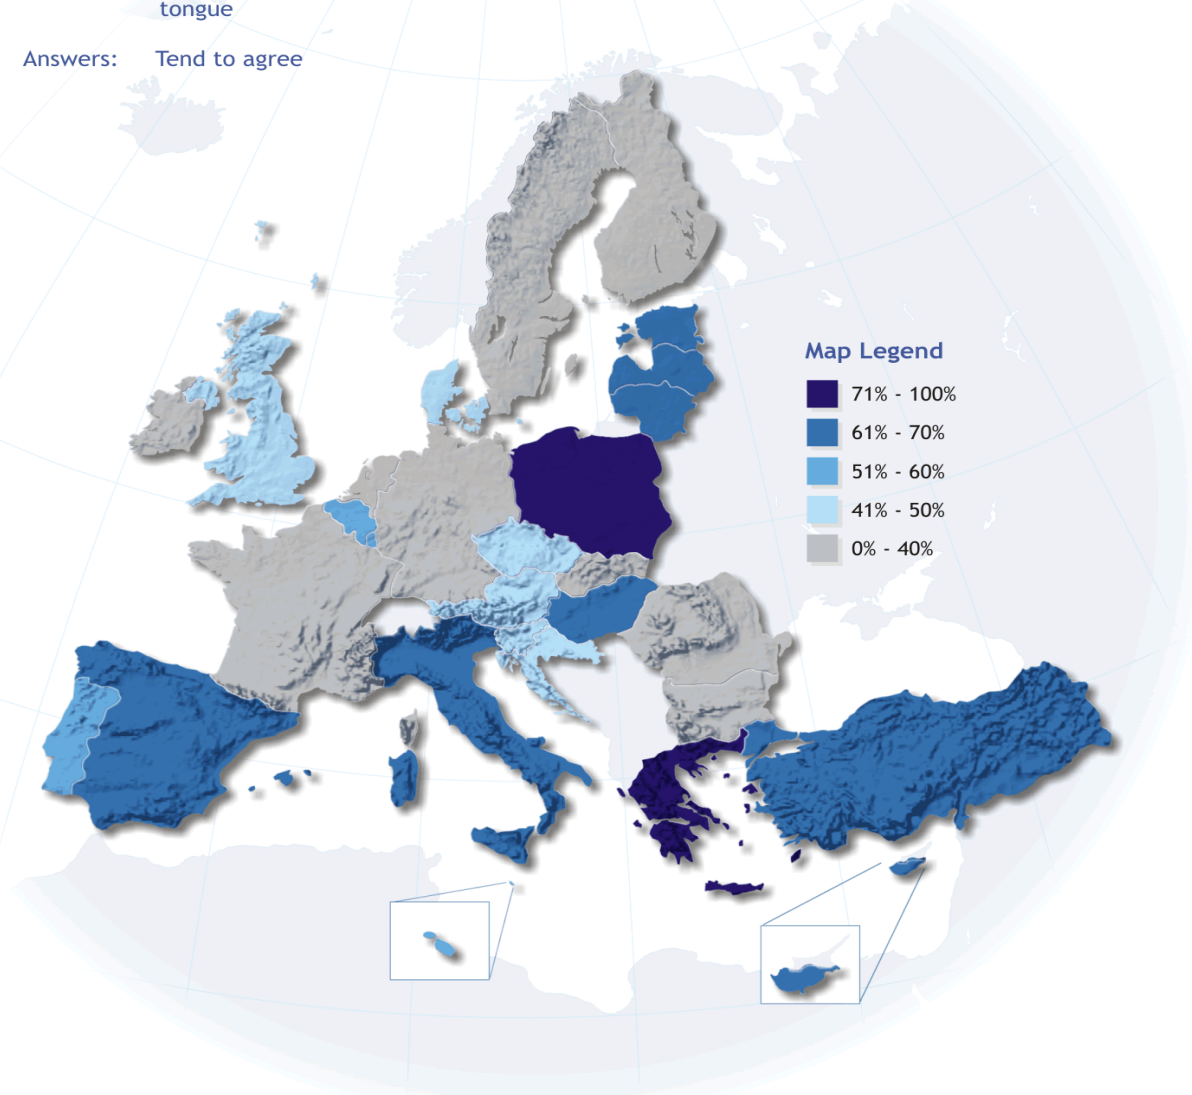 tongue
Answers: Tend to agree
Map Legend
71% - 100%
61% - 70%
51% - 60%
41% - 50%
0% - 40%